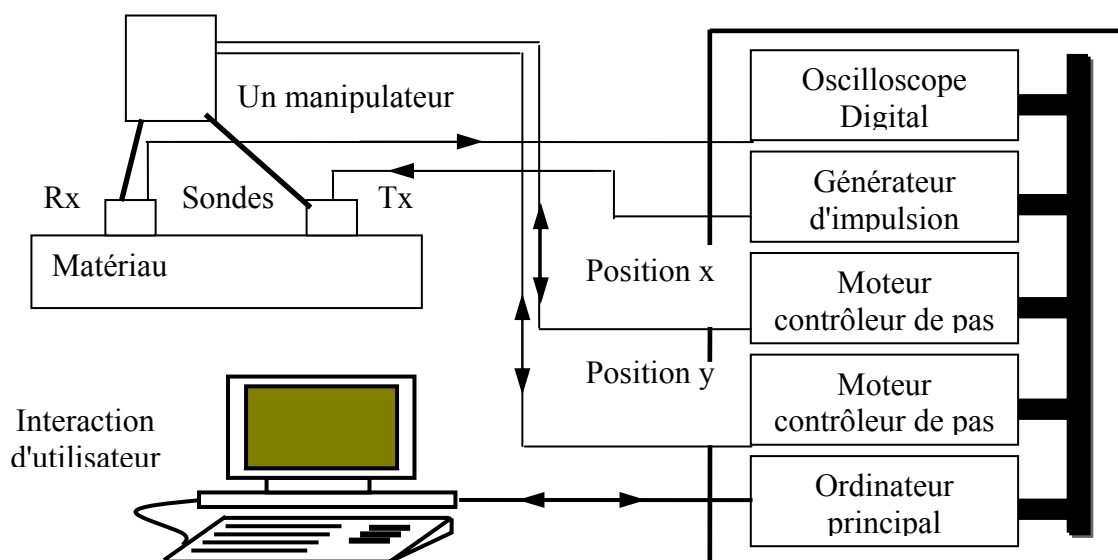 Un manipulateur
Rx
Sondes
Tx
Matériau
Position x
Position y
Interaction
d'utilisateur
Oscilloscope
Digital
Générateur
d'impulsion
Moteur
contrôleur de pas
Moteur
contrôleur de pas
Ordinateur
principal